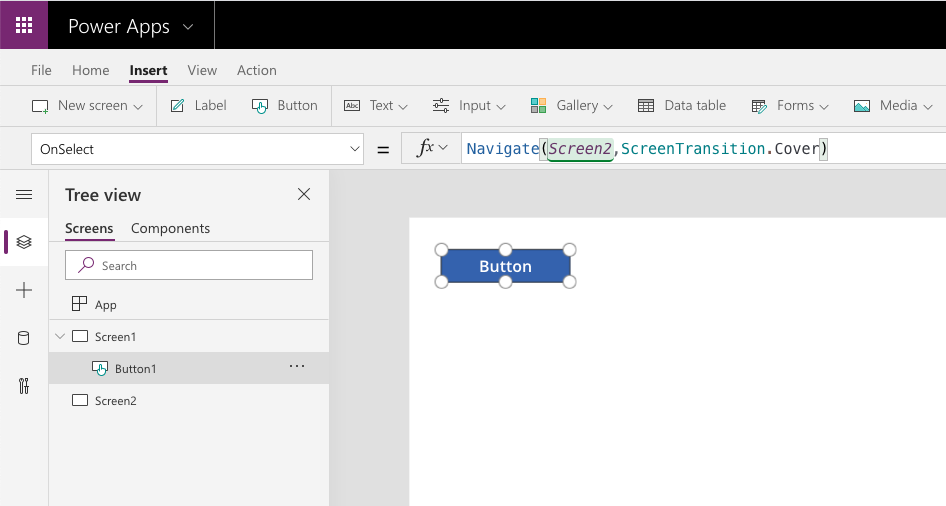 Power Apps
File Home Insert View Action
New screen Label Button Abc Text Input Gallery Data table Forms Media
OnSelect = fx Navigate(Screen2,ScreenTransition.Cover)
Tree view
Screens Components
Search
App
Screen1
Button1 ...
Screen2
Button